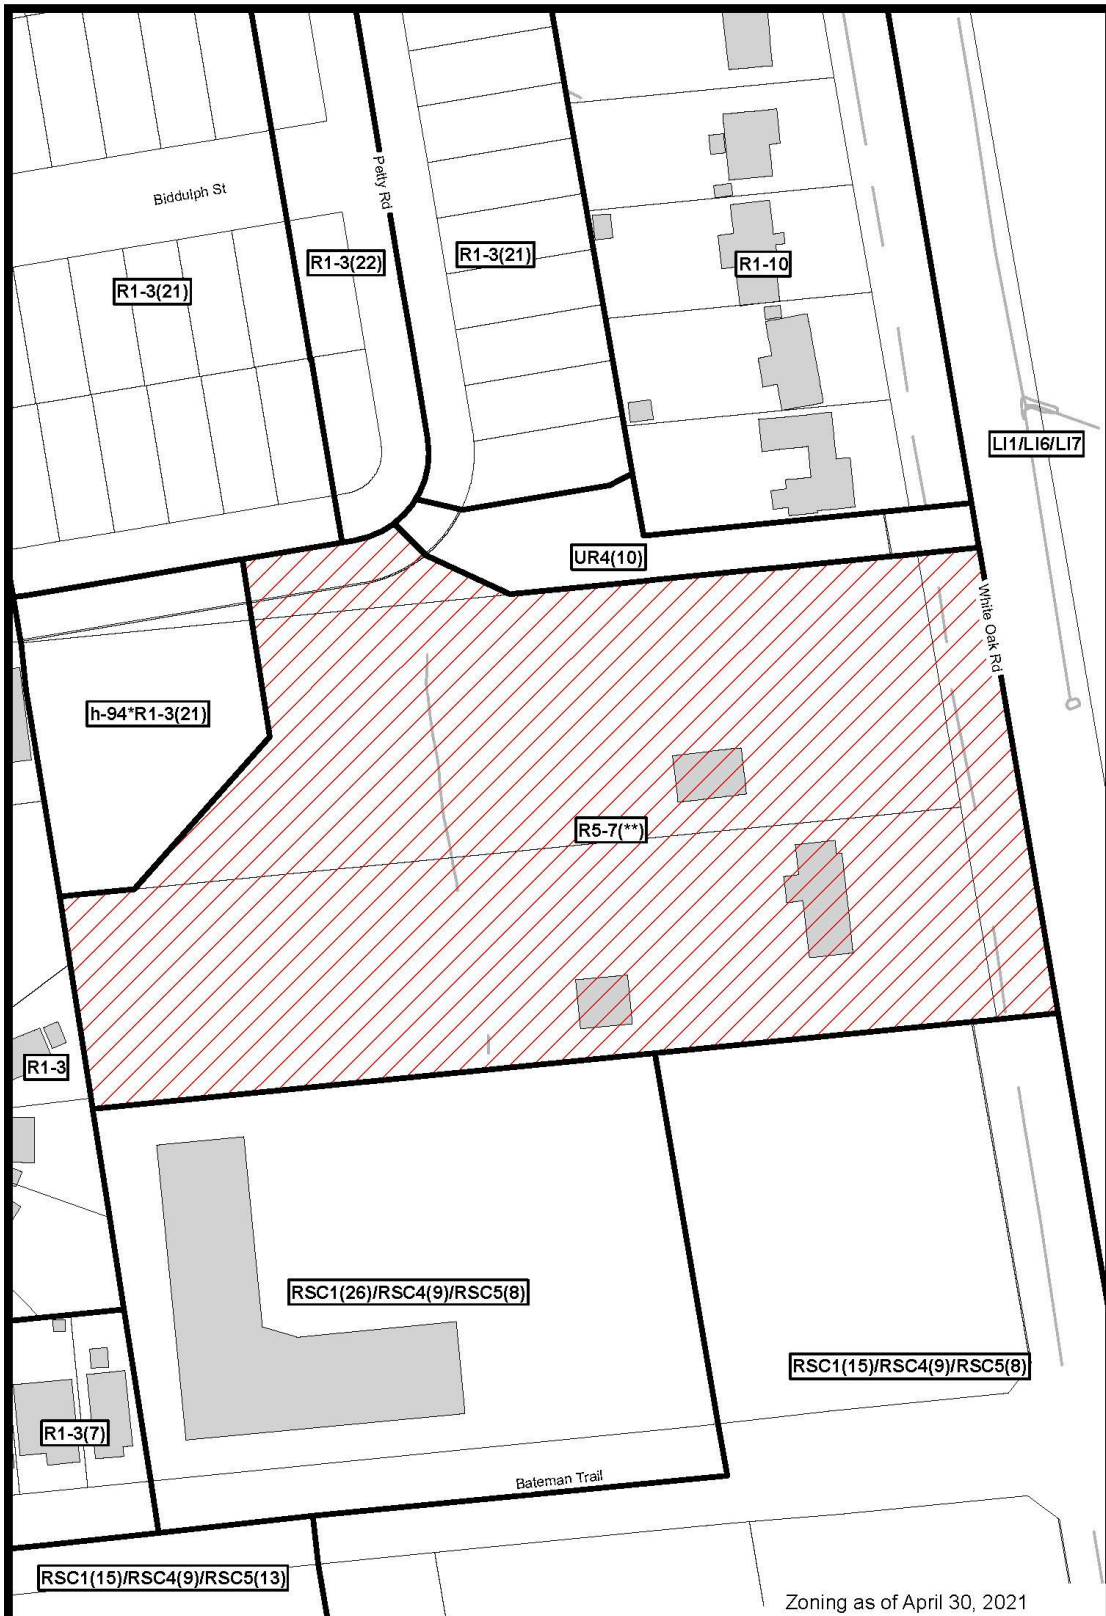 Biddulph St
Petty Rd
R1-3(22)
R1-3(21)
R1-10
R1-3(21)
LI1/LI6/LI7
UR4(10)
White Oak Rd
h-94*R1-3(21)
R5-7(**)
R1-3
RSC1(26)/RSC4(9)/RSC5(8)
RSC1(15)/RSC4(9)/RSC5(8)
R1-3(7)
Bateman Trail
RSC1(15)/RSC4(9)/RSC5(13)
Zoning as of April 30, 2021